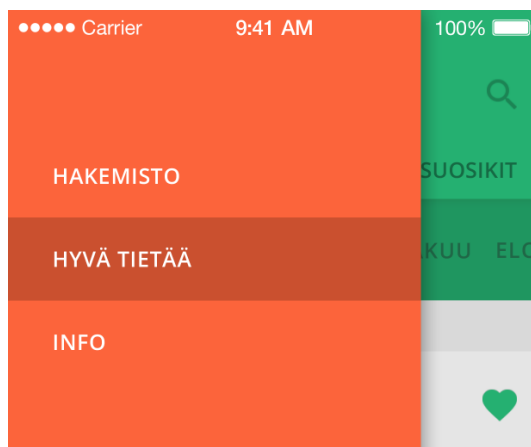 Carrier 9:41 AM 100%
SUOSIKIT
HAKEMISTO
KUU ELO
HYVÄ TIETÄÄ
INFO